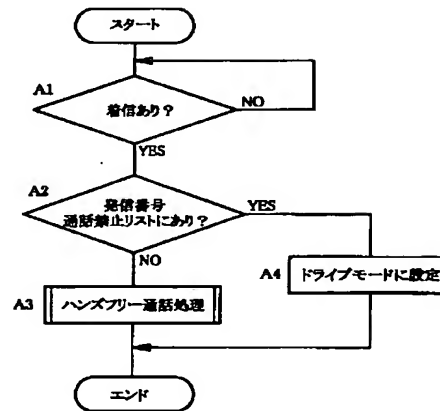 スタート
A1
着信あり?
NO
YES
A2
発信番号
通話禁止リストにあり?
YES
NO
A3
ハンズフリー通話処理
A4
ドライブモードに設定
エンド